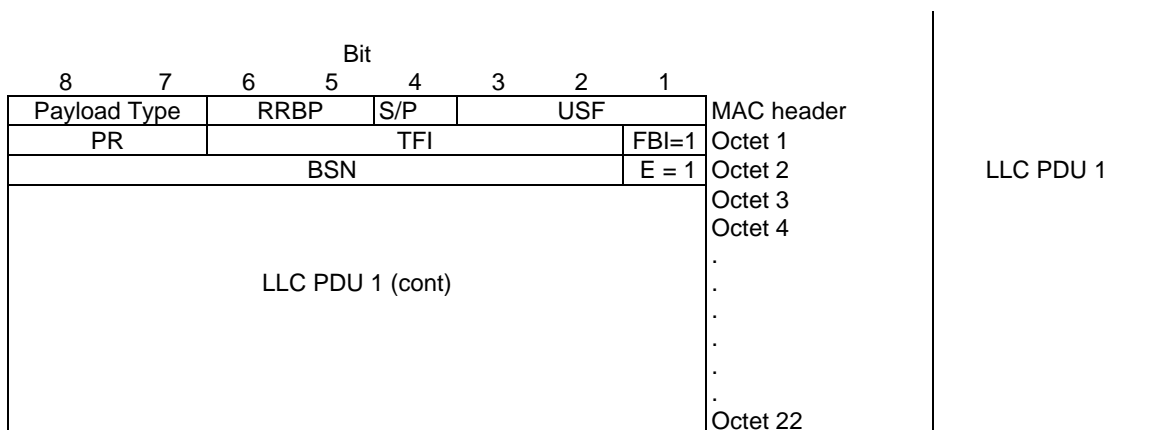 Bit
8 7 6 5 4 3 2 1
Payload Type RRBP S/P USF MAC header
PR TFI FBI=1 Octet 1
BSN E = 1 Octet 2 LLC PDU 1
Octet 3
Octet 4
.
LLC PDU 1 (cont) .
.
.
.
.
Octet 22